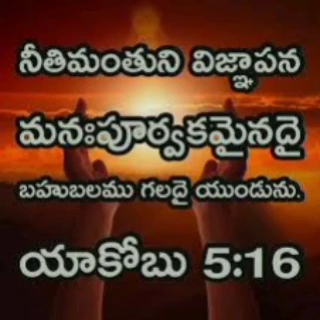 నీతిమంతుని విజ్ఞాపన
మనఃపూర్వకమైనదై
బహుబలము గలదై యుండును.
యాకోబు 5:16